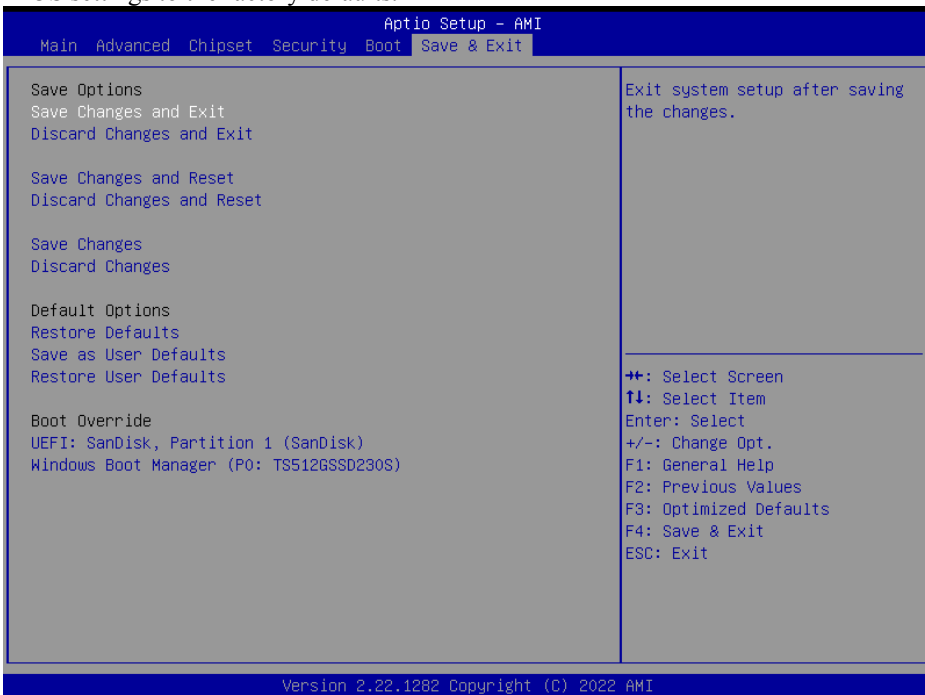 Aptio Setup – AMI
Main Advanced Chipset Security Boot Save & Exit
Save Options
Save Changes and Exit
Discard Changes and Exit
Save Changes and Reset
Discard Changes and Reset
Save Changes
Discard Changes
Default Options
Restore Defaults
Save as User Defaults
Restore User Defaults
Boot Override
UEFI: SanDisk, Partition 1 (SanDisk)
Windows Boot Manager (P0: TS512GSSD230S)
Exit system setup after saving
the changes.
→←: Select Screen
↑↓: Select Item
Enter: Select
+/-: Change Opt.
F1: General Help
F2: Previous Values
F3: Optimized Defaults
F4: Save & Exit
ESC: Exit
Version 2.22.1282 Copyright (C) 2022 AMI